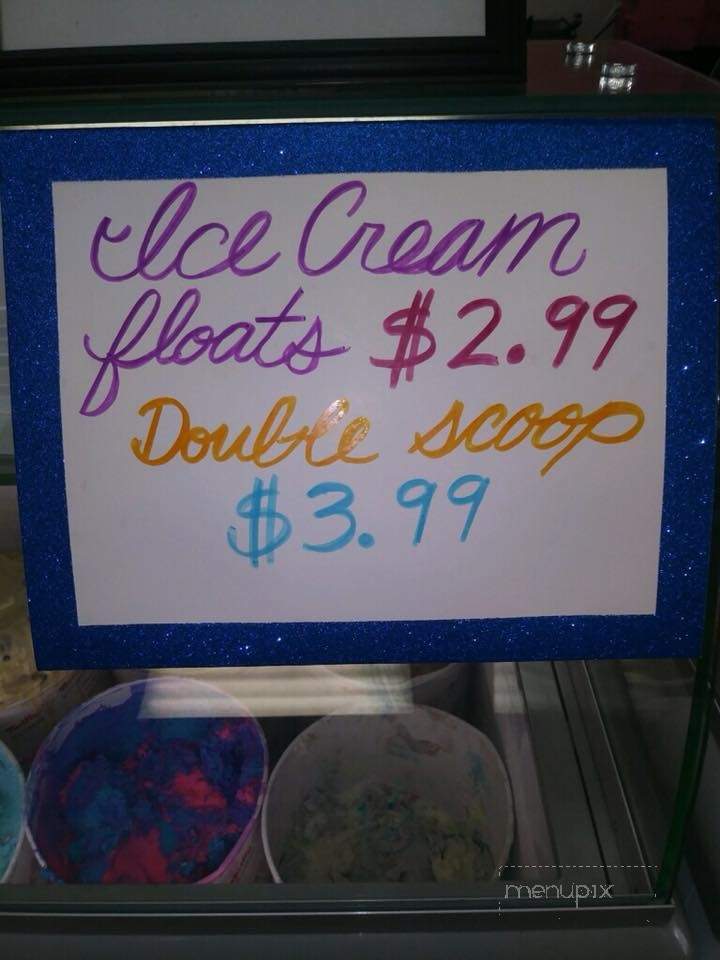 Ice Cream
floats $2.99
Double scoop
$3.99
menupix